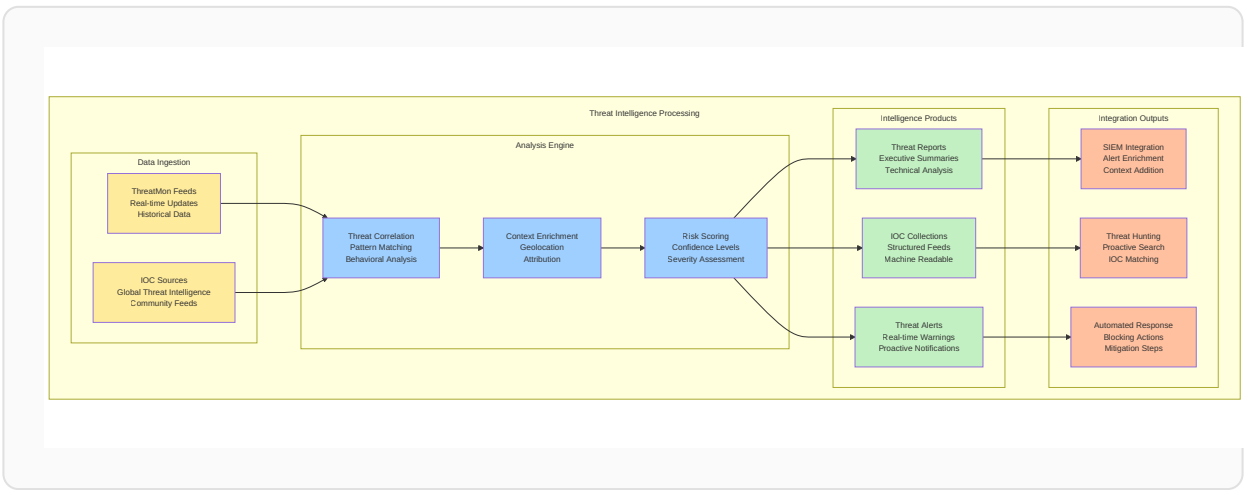 Threat Intelligence Processing
Data Ingestion
ThreatMon Feeds
Real-time Updates
Historical Data
IOC Sources
Global Threat Intelligence
Community Feeds
Analysis Engine
Threat Correlation
Pattern Matching
Behavioral Analysis
Context Enrichment
Geolocation
Attribution
Risk Scoring
Confidence Levels
Severity Assessment
Intelligence Products
Threat Reports
Executive Summaries
Technical Analysis
IOC Collections
Structured Feeds
Machine Readable
Threat Alerts
Real-time Warnings
Proactive Notifications
Integration Outputs
SIEM Integration
Alert Enrichment
Context Addition
Threat Hunting
Proactive Search
IOC Matching
Automated Response
Blocking Actions
Mitigation Steps